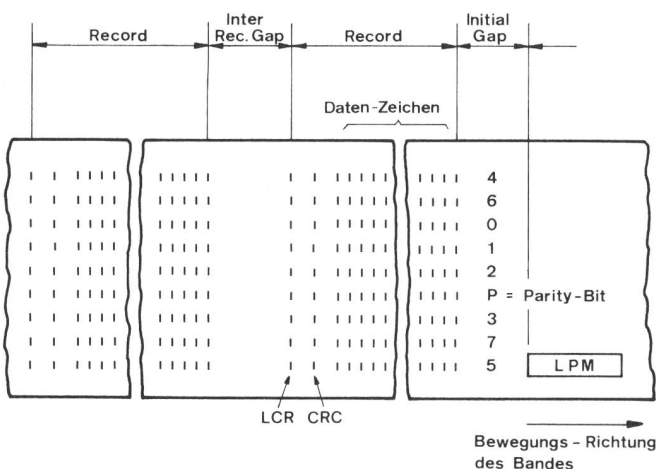 Record
Inter
Rec. Gap
Record
Initial
Gap
Daten-Zeichen
4
6
0
1
2
P = Parity-Bit
3
7
5
LPM
LCR CRC
Bewegungs-Richtung
des Bandes